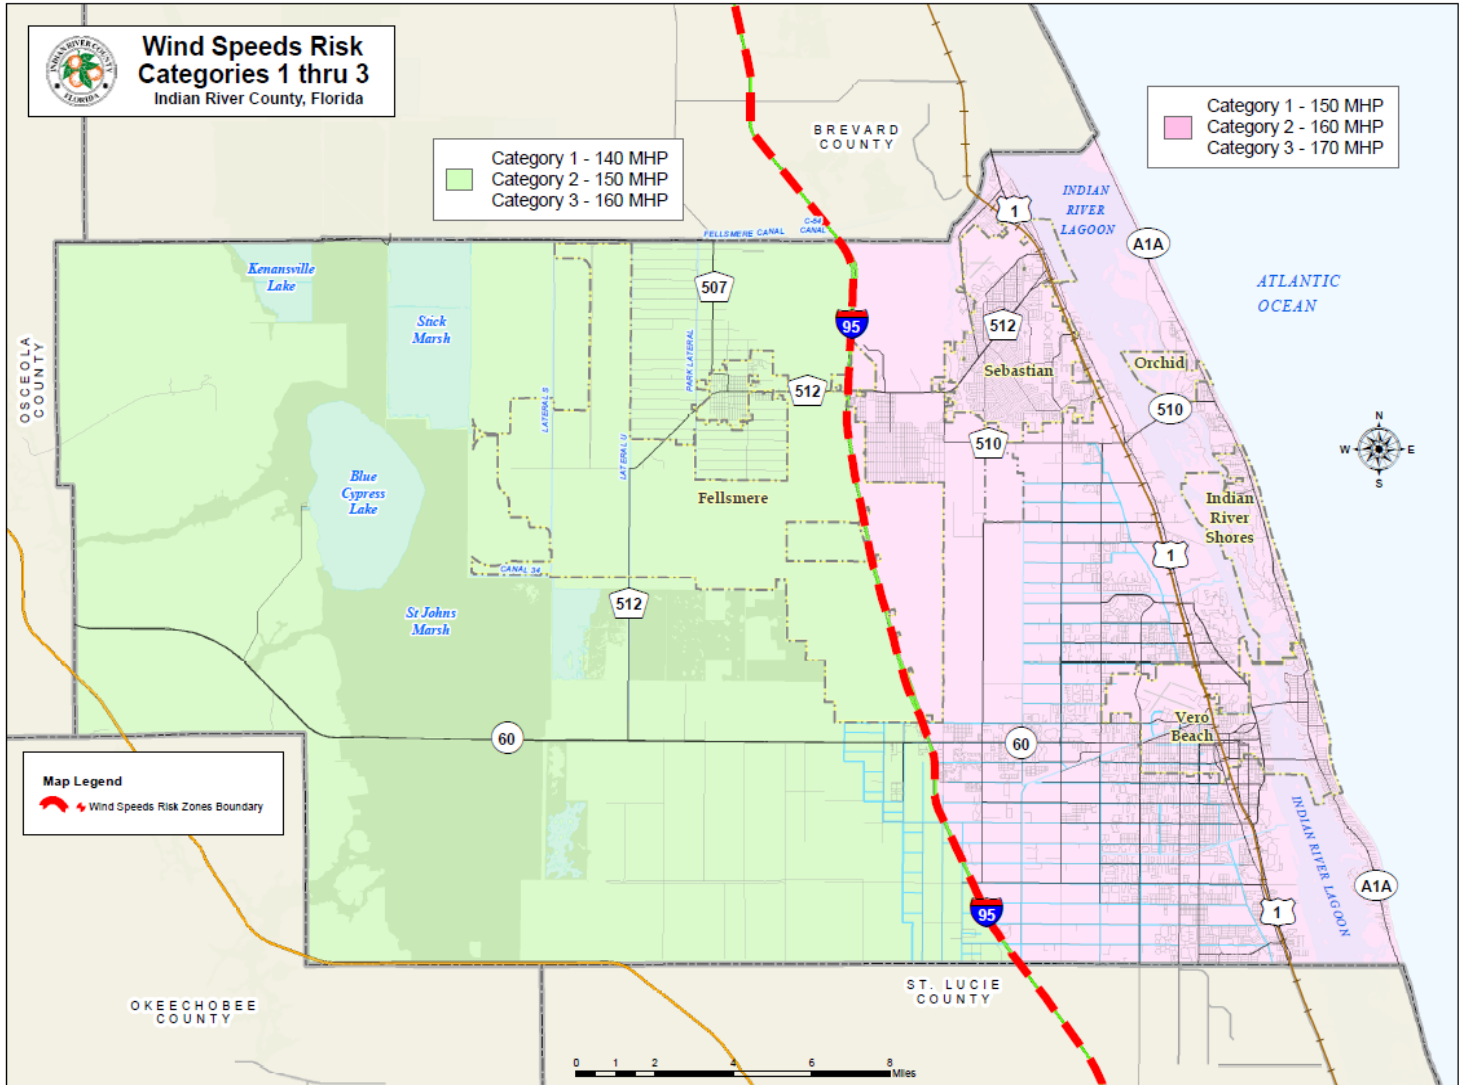 Wind Speeds Risk
Categories 1 thru 3
Indian River County, Florida
INDIAN RIVER COUNTY
FLORIDA
BREVARD
COUNTY
Category 1 - 150 MHP
Category 2 - 160 MHP
Category 3 - 170 MHP
Category 1 - 140 MHP
Category 2 - 150 MHP
Category 3 - 160 MHP
INDIAN
RIVER
LAGOON
1
A1A
C-54
CANAL
FELLSMERE CANAL
Kenansville
Lake
507
ATLANTIC
OCEAN
Stick
Marsh
95
512
OSCEOLA
COUNTY
PARK LATERAL
Sebastian
Orchid
LATERAL S
512
510
LATERAL U
510
N
W
E
S
Blue
Cypress
Lake
Fellsmere
Indian
River
Shores
1
CANAL 34
512
St Johns
Marsh
Vero
Beach
60
60
Map Legend
Wind Speeds Risk Zones Boundary
INDIAN RIVER LAGOON
A1A
95
1
ST. LUCIE
COUNTY
OKEECHOBEE
COUNTY
0 1 2 4 6 8
Miles